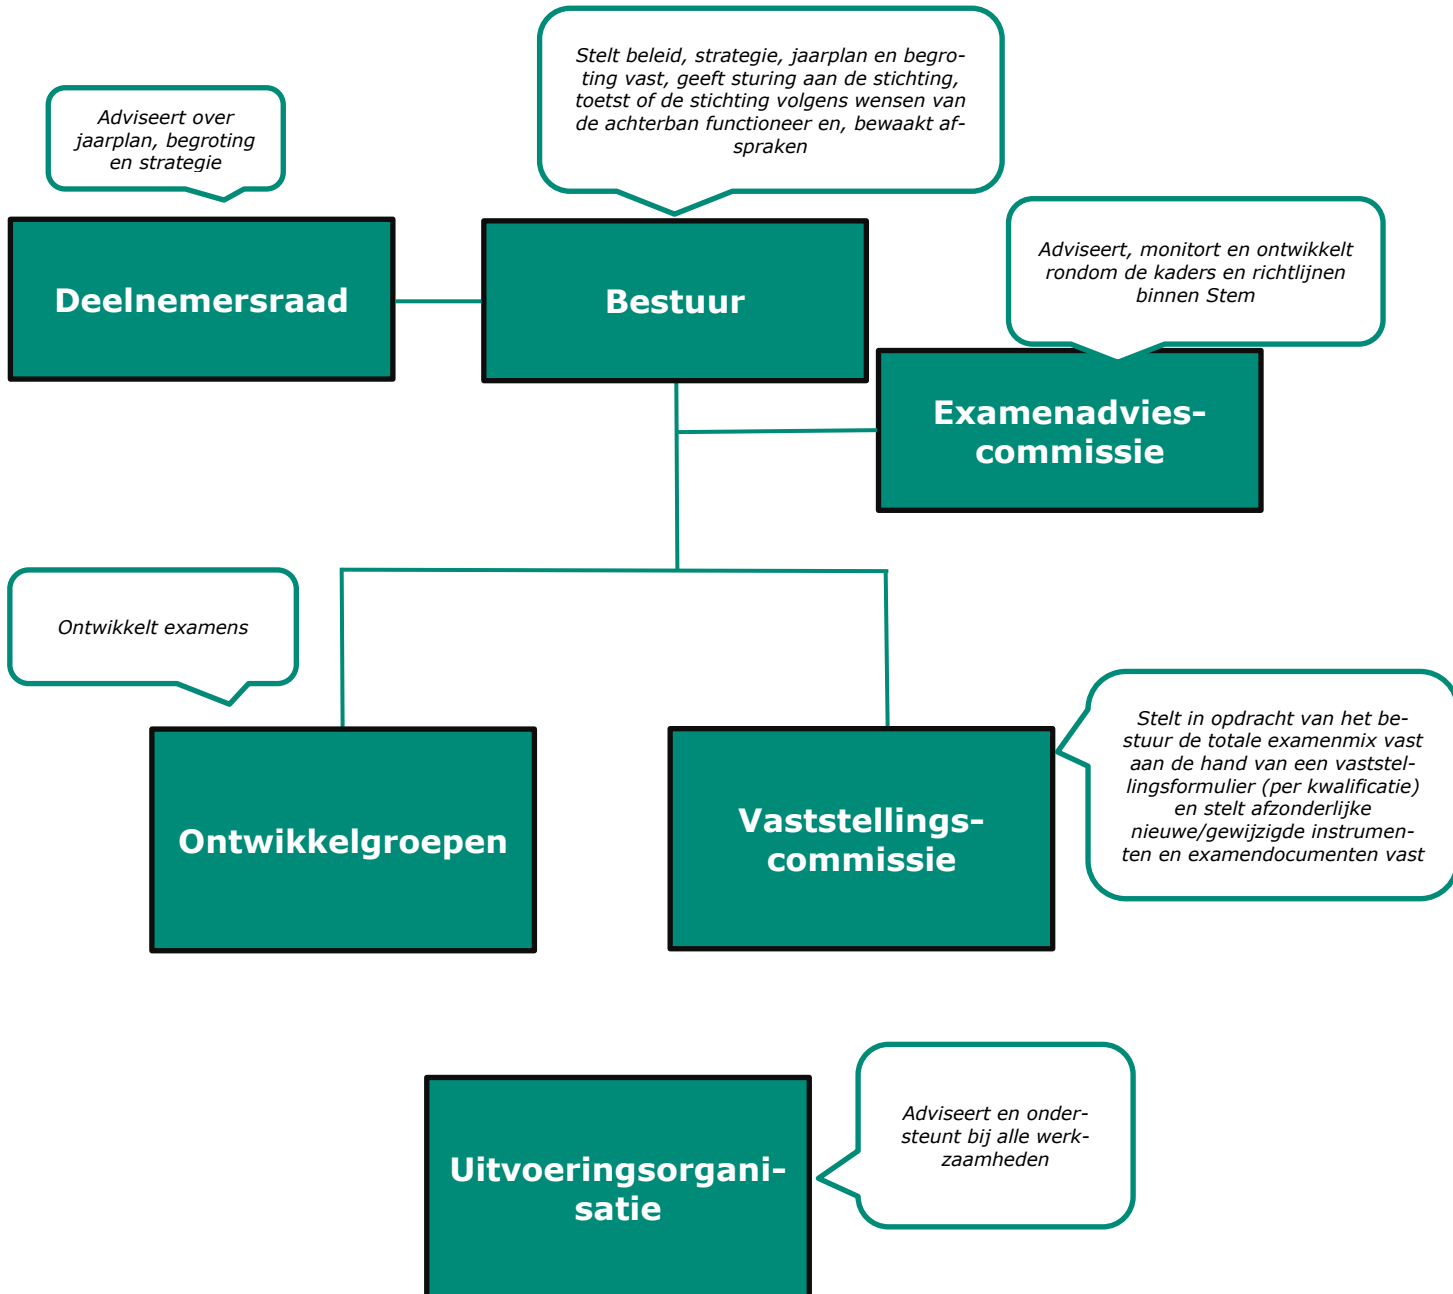 Stelt beleid, strategie, jaarplan en begro-
ting vast, geeft sturing aan de stichting,
toetst of de stichting volgens wensen van
de achterban functioneer en, bewaakt af-
spraken
Adviseert over
jaarplan, begroting
en strategie
Adviseert, monitort en ontwikkelt
rondom de kaders en richtlijnen
binnen Stem
Deelnemersraad
Bestuur
Examenadvies-
commissie
Ontwikkelt examens
Stelt in opdracht van het be-
stuur de totale examenmix vast
aan de hand van een vaststel-
lingsformulier (per kwalificatie)
en stelt afzonderlijke
nieuwe/gewijzigde instrumen-
ten en examendocumenten vast
Ontwikkelgroepen
Vaststellings-
commissie
Adviseert en onder-
steunt bij alle werk-
zaamheden
Uitvoeringsorgani-
satie